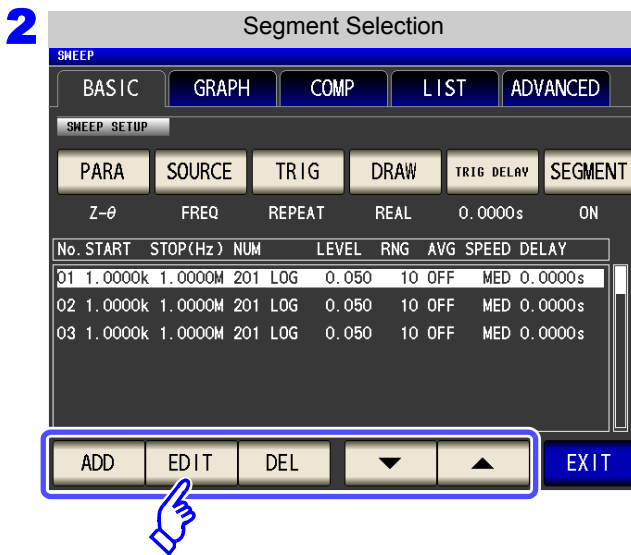 2
Segment Selection
SWEEP
BASIC GRAPH COMP LIST ADVANCED
SWEEP SETUP
PARA SOURCE TRIG DRAW TRIG DELAY SEGMENT
Z-θ FREQ REPEAT REAL 0.0000s ON
No. START STOP(Hz) NUM LEVEL RNG AVG SPEED DELAY
01 1.0000k 1.0000M 201 LOG 0.050 10 OFF MED 0.0000s
02 1.0000k 1.0000M 201 LOG 0.050 10 OFF MED 0.0000s
03 1.0000k 1.0000M 201 LOG 0.050 10 OFF MED 0.0000s
ADD EDIT DEL ▼ ▲ EXIT